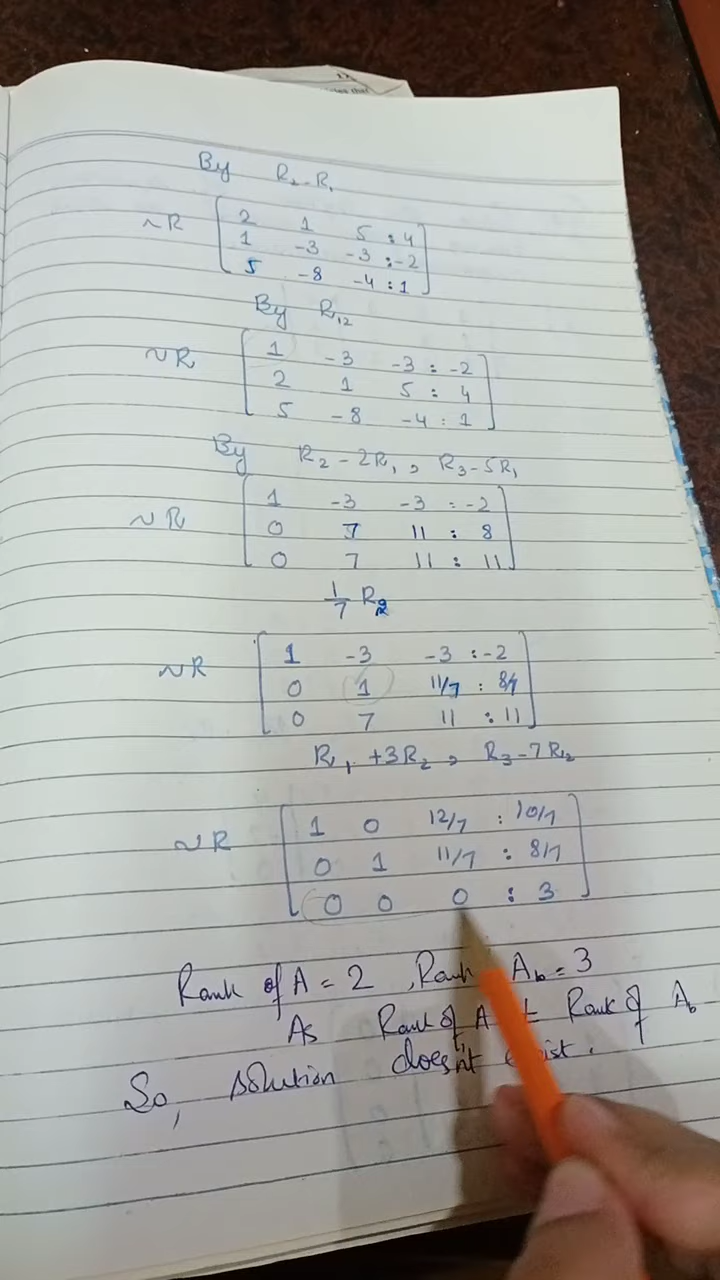 By R₂-R₁
~R [ 2 1 5 : 4
1 -3 -3 : -2
5 -8 -4 : 1 ]
By R₁₂
~R [ 1 -3 -3 : -2
2 1 5 : 4
5 -8 -4 : 1 ]
By R₂ - 2R₁ , R₃ - 5R₁
~R [ 1 -3 -3 : -2
0 7 11 : 8
0 7 11 : 11 ]
1/7 R₂
~R [ 1 -3 -3 : -2
0 1 11/7 : 8/7
0 7 11 : 11 ]
R₁ + 3R₂ , R₃ - 7R₂
~R [ 1 0 12/7 : 10/7
0 1 11/7 : 8/7
0 0 0 : 3 ]
Rank of A = 2 , Rank A_b = 3
As Rank of A Rank of A_b
So, solution doesn't exist.